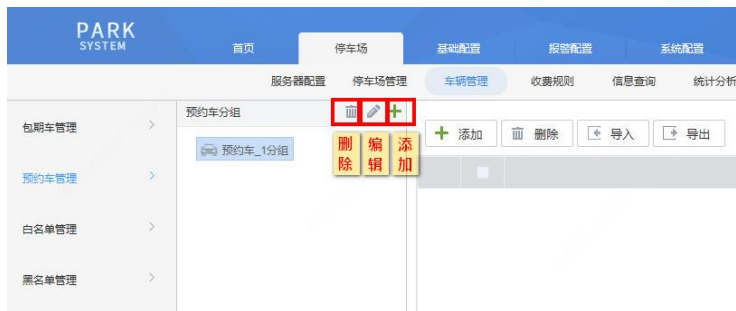 PARK
SYSTEM
首页
停车场
基础配置
报警配置
系统配置
服务器配置
停车场管理
车辆管理
收费规则
信息查询
统计分析
包期车管理
预约车管理
白名单管理
黑名单管理
预约车分组
删除
编辑
添加
预约车_1分组
添加
删除
导入
导出